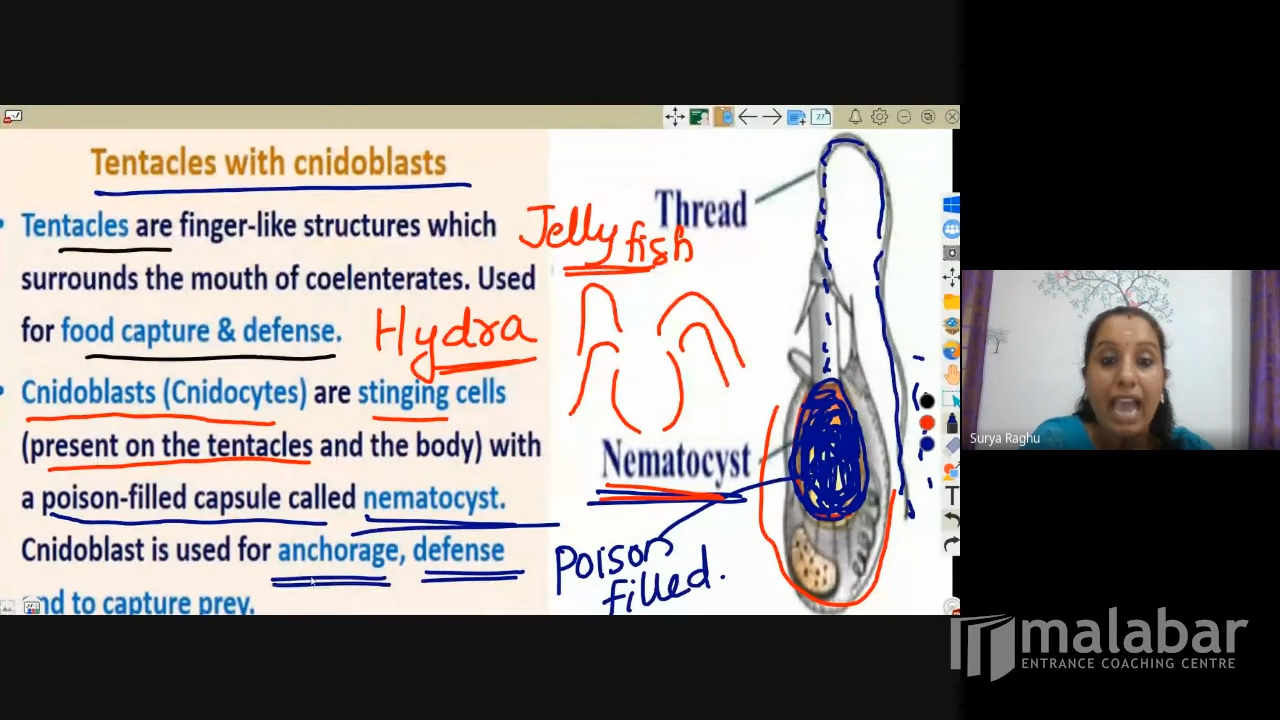 27
Tentacles with cnidoblasts
• Tentacles are finger-like structures which
surrounds the mouth of coelenterates. Used
for food capture & defense.
• Cnidoblasts (Cnidocytes) are stinging cells
(present on the tentacles and the body) with
a poison-filled capsule called nematocyst.
Cnidoblast is used for anchorage, defense
and to capture prey.
Jelly fish
Hydra
Thread
Nematocyst
Poison
filled.
T
Surya Raghu
malabar
ENTRANCE COACHING CENTRE